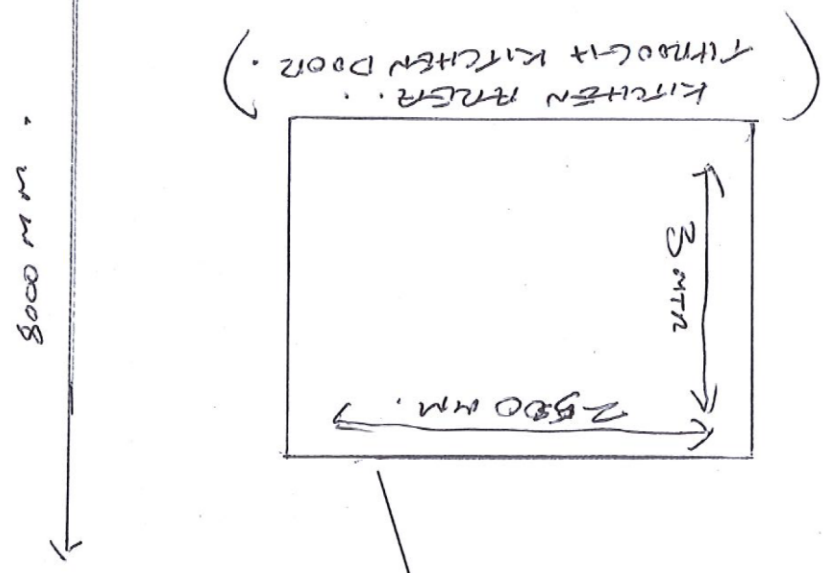 2500 MM.
3 MTR
8000 MM.
(KITCHEN AREA.
THROUGH KITCHEN DOOR.)